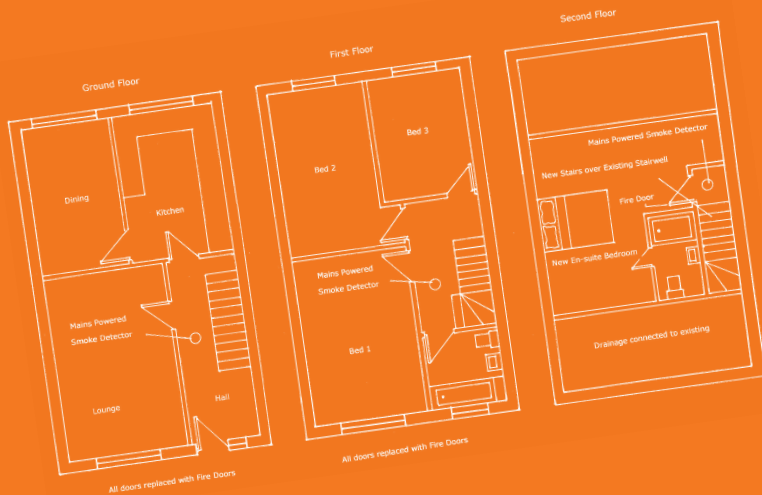 Ground Floor
Dining
Kitchen
Mains Powered
Smoke Detector
Lounge
Hall
All doors replaced with Fire Doors
First Floor
Bed 2
Bed 3
Mains Powered
Smoke Detector
Bed 1
All doors replaced with Fire Doors
Second Floor
Mains Powered Smoke Detector
New Stairs over Existing Stairwell
Fire Door
New En-suite Bedroom
Drainage connected to existing